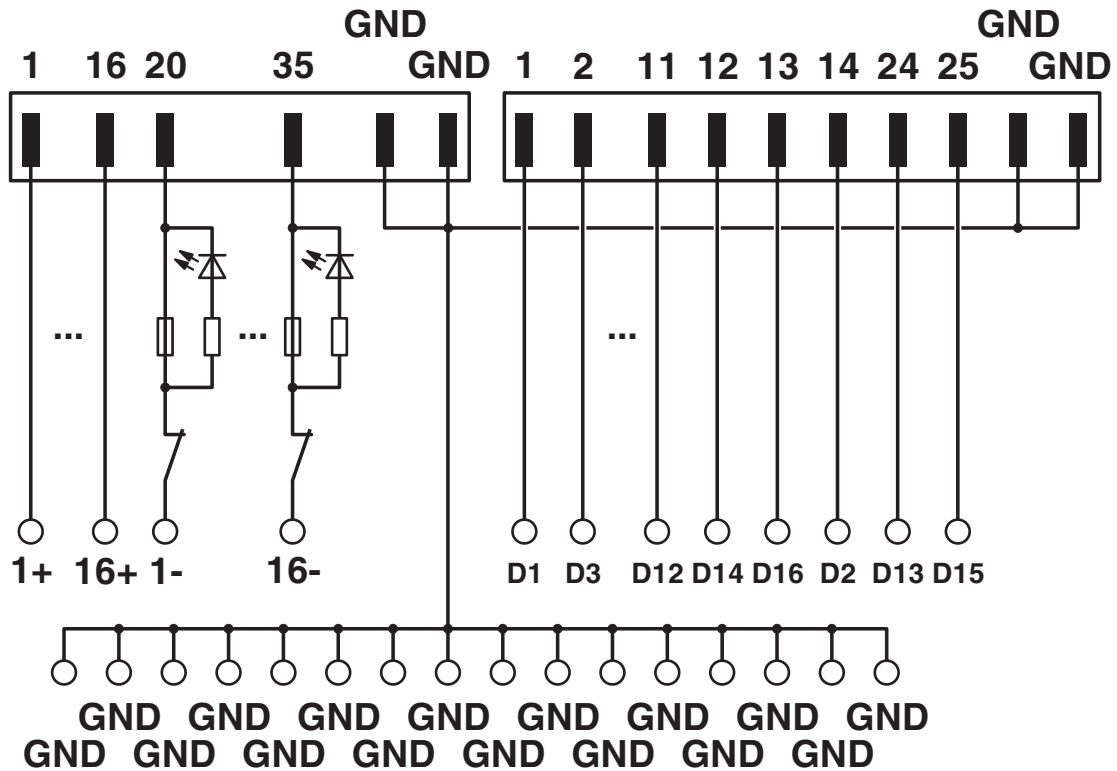 GND GND
1 16 20 35 GND 1 2 11 12 13 14 24 25 GND
... ... ...
1+ 16+ 1- 16- D1 D3 D12 D14 D16 D2 D13 D15
GND GND GND GND GND GND GND GND
GND GND GND GND GND GND GND GND